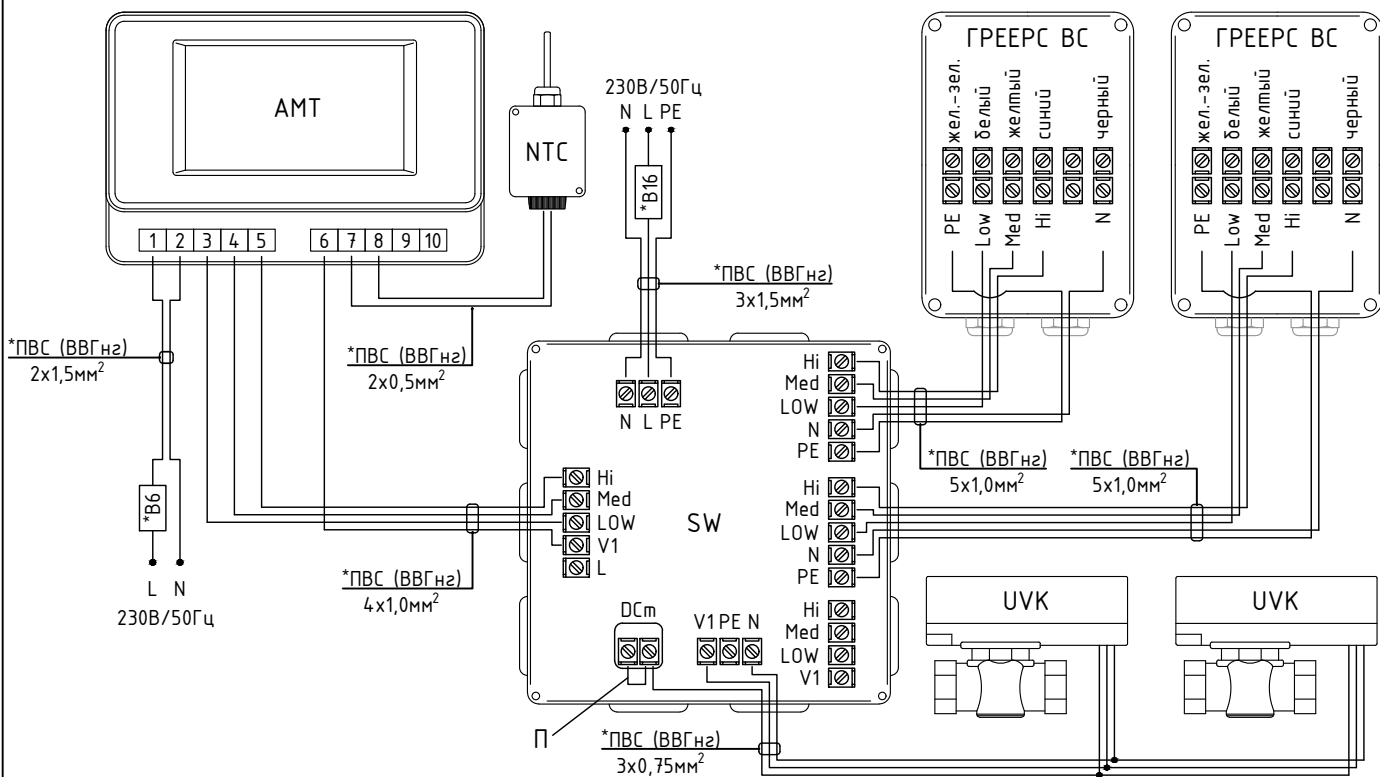 АМТ
1 2 3 4 5 6 7 8 9 10
NTC
230В/50Гц
N L PE
*В16
*ПВС (ВВГнг)
3х1,5мм²
ГРЕЕРС ВС
жел.-зел.
белый
желтый
синий
черный
PE
Low
Med
Hi
N
ГРЕЕРС ВС
жел.-зел.
белый
желтый
синий
черный
PE
Low
Med
Hi
N
*ПВС (ВВГнг)
2х1,5мм²
*ПВС (ВВГнг)
2х0,5мм²
*В6
L N
230В/50Гц
*ПВС (ВВГнг)
4х1,0мм²
N L PE
Hi
Med
LOW
V1
L
SW
Hi
Med
LOW
N
PE
Hi
Med
LOW
N
PE
Hi
Med
LOW
V1
*ПВС (ВВГнг)
5х1,0мм²
*ПВС (ВВГнг)
5х1,0мм²
DCm
V1 PE N
П
*ПВС (ВВГнг)
3х0,75мм²
UVK
UVK